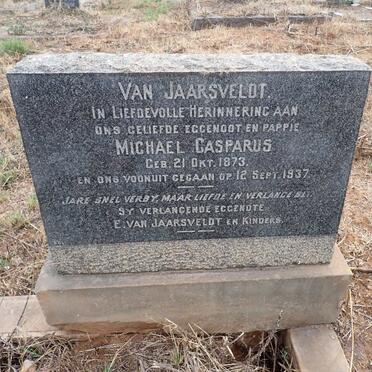 VAN JAARSVELDT.
IN LIEFDEVOLLE HERINNERING AAN
ONS GELIEFDE EGGENOOT EN PAPPIE
MICHAEL CASPARUS
GEB. 21 OKT. 1873.
EN ONS VOORUIT GEGAAN OP 12 SEPT. 1937.
JARE SNEL VERBY, MAAR LIEFDE EN VERLANGE BLY
SY VERLANGENDE EGGENOTE.
E. VAN JAARSVELDT EN KINDERS.